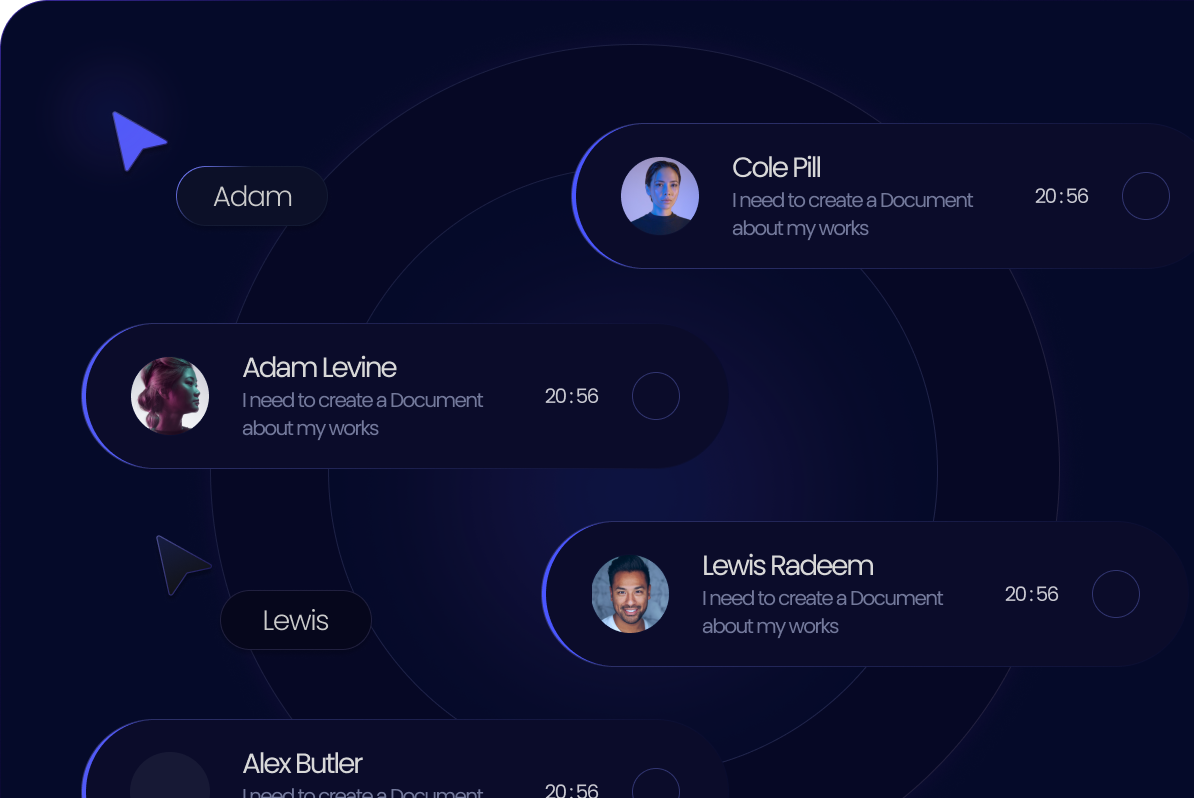 Adam
Cole Pill
I need to create a Document
about my works
20:56
Adam Levine
I need to create a Document
about my works
20:56
Lewis
Lewis Radeem
I need to create a Document
about my works
20:56
Alex Butler
I need to create a Document
20:56